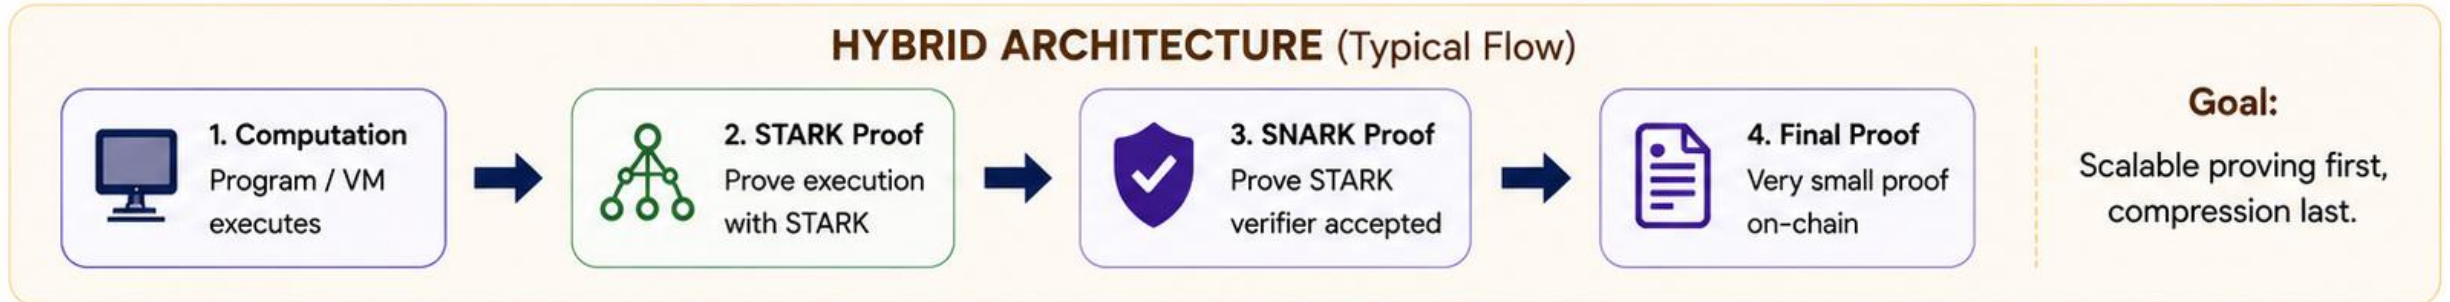 HYBRID ARCHITECTURE (Typical Flow)
1. Computation
Program / VM
executes
2. STARK Proof
Prove execution
with STARK
3. SNARK Proof
Prove STARK
verifier accepted
4. Final Proof
Very small proof
on-chain
Goal:
Scalable proving first,
compression last.